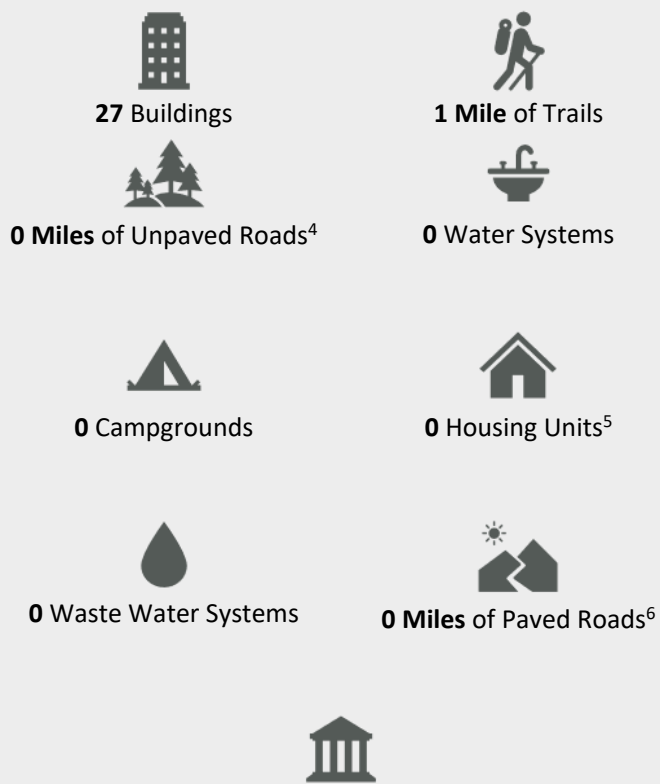 27 Buildings
1 Mile of Trails
0 Miles of Unpaved Roads⁴
0 Water Systems
0 Campgrounds
0 Housing Units⁵
0 Waste Water Systems
0 Miles of Paved Roads⁶